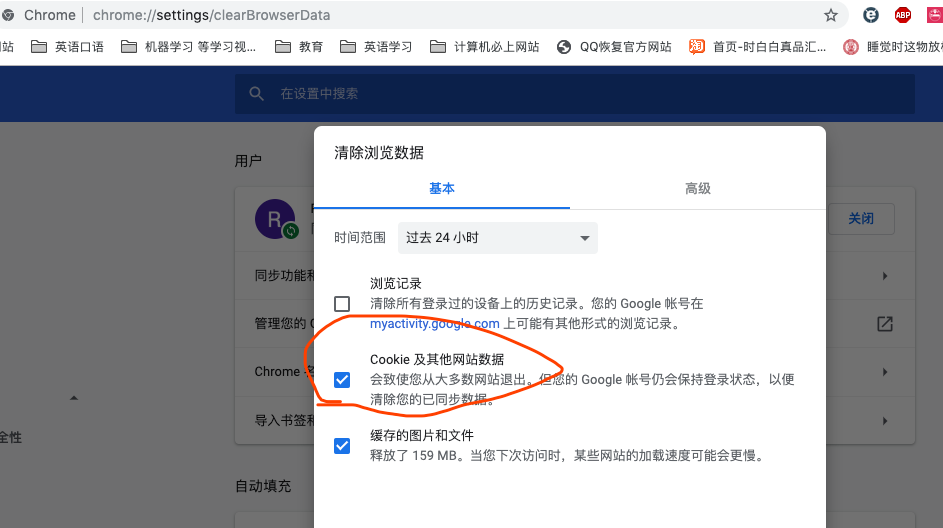 Chrome | chrome://settings/clearBrowserData ABP
站 英语口语 机器学习 等学习视... 教育 英语学习 计算机必上网站 QQ恢复官方网站 淘 首页-时白白真品汇... 睡觉时这物放
在设置中搜索
清除浏览数据
用户
基本 高级
R 关闭
时间范围 过去 24 小时
同步功能和
浏览记录
清除所有登录过的设备上的历史记录。您的 Google 帐号在
管理您的 G
myactivity.google.com 上可能有其他形式的浏览记录。
Cookie 及其他网站数据
Chrome
会致使您从大多数网站退出。但您的 Google 帐号仍会保持登录状态，以便
清除您的已同步数据。
导入书签和
全性
缓存的图片和文件
释放了 159 MB。当您下次访问时，某些网站的加载速度可能会更慢。
自动填充